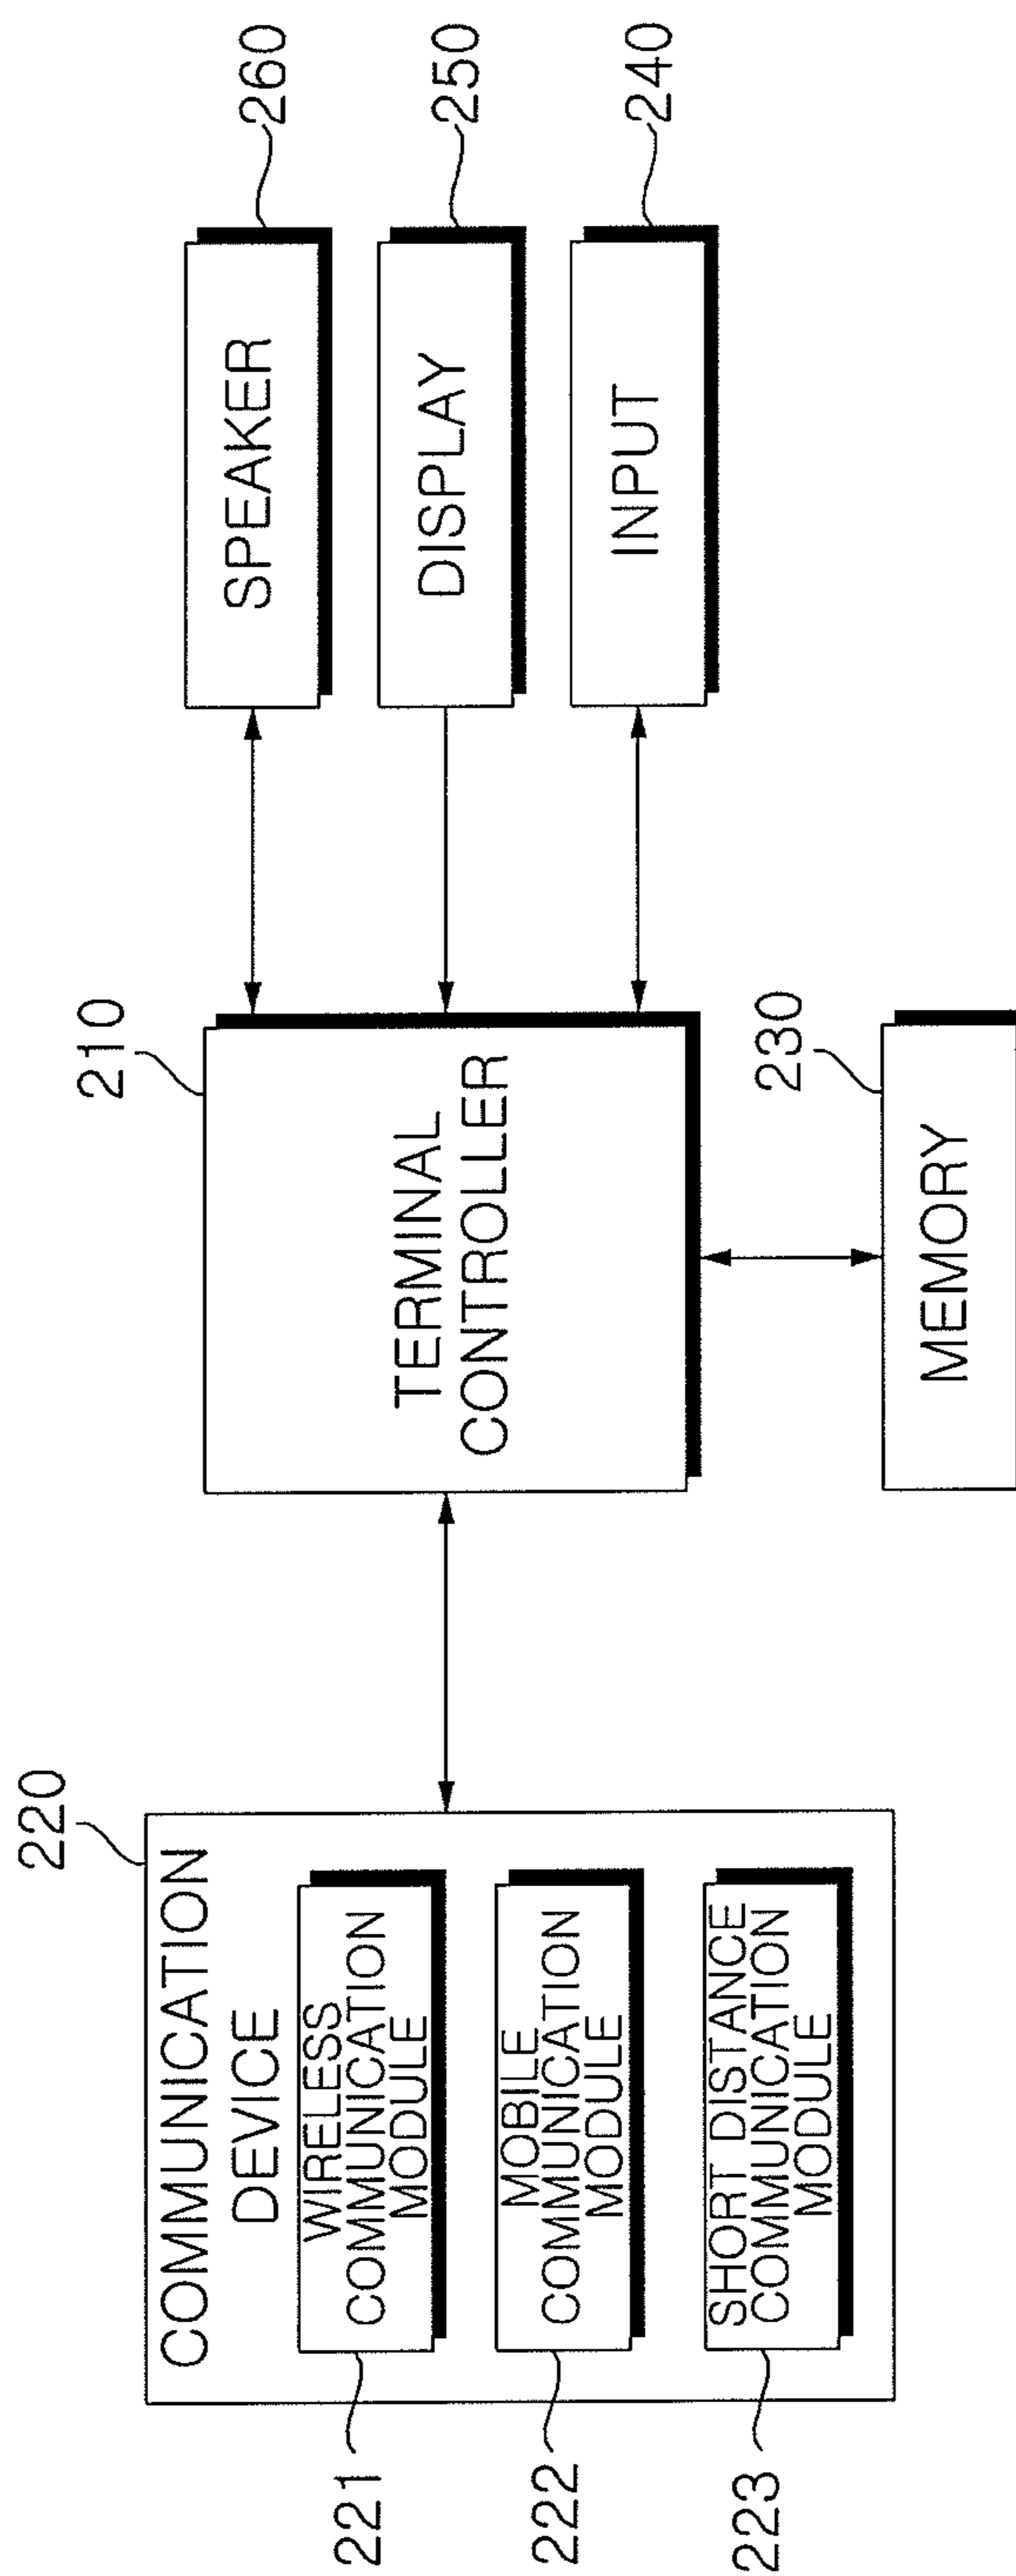 220
COMMUNICATION
DEVICE
221
WIRELESS
COMMUNICATION
MODULE
222
MOBILE
COMMUNICATION
MODULE
223
SHORT DISTANCE
COMMUNICATION
MODULE
210
TERMINAL
CONTROLLER
230
MEMORY
SPEAKER
260
DISPLAY
250
INPUT
240